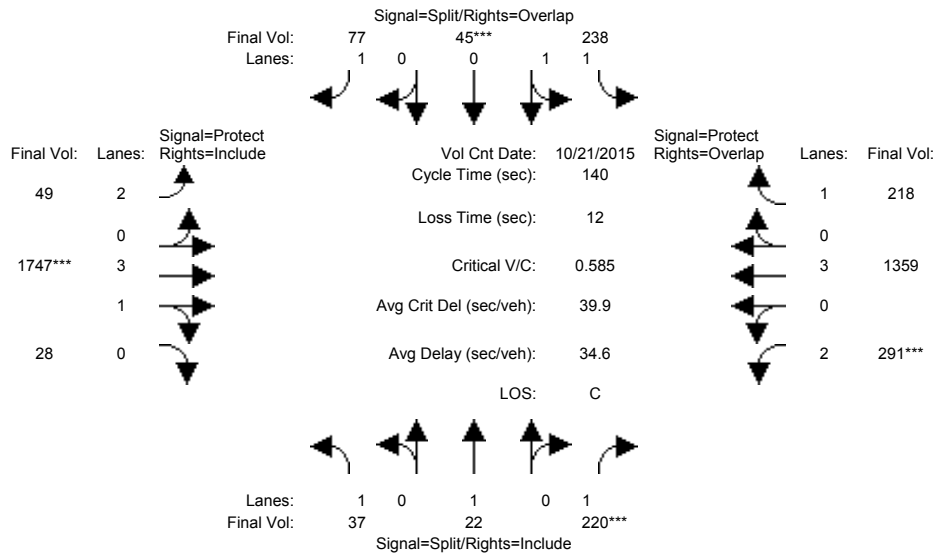 Signal=Split/Rights=Overlap
Final Vol: 77 45*** 238
Lanes: 1 0 0 1 1
Signal=Protect
Final Vol: Lanes: Rights=Include
Vol Cnt Date: 10/21/2015
Signal=Protect
Rights=Overlap Lanes: Final Vol:
Cycle Time (sec): 140
49 2
1 218
Loss Time (sec): 12
0
0
1747*** 3
Critical V/C: 0.585
3 1359
1
Avg Crit Del (sec/veh): 39.9
0
28 0
Avg Delay (sec/veh): 34.6
2 291***
LOS: C
Lanes: 1 0 1 0 1
Final Vol: 37 22 220***
Signal=Split/Rights=Include